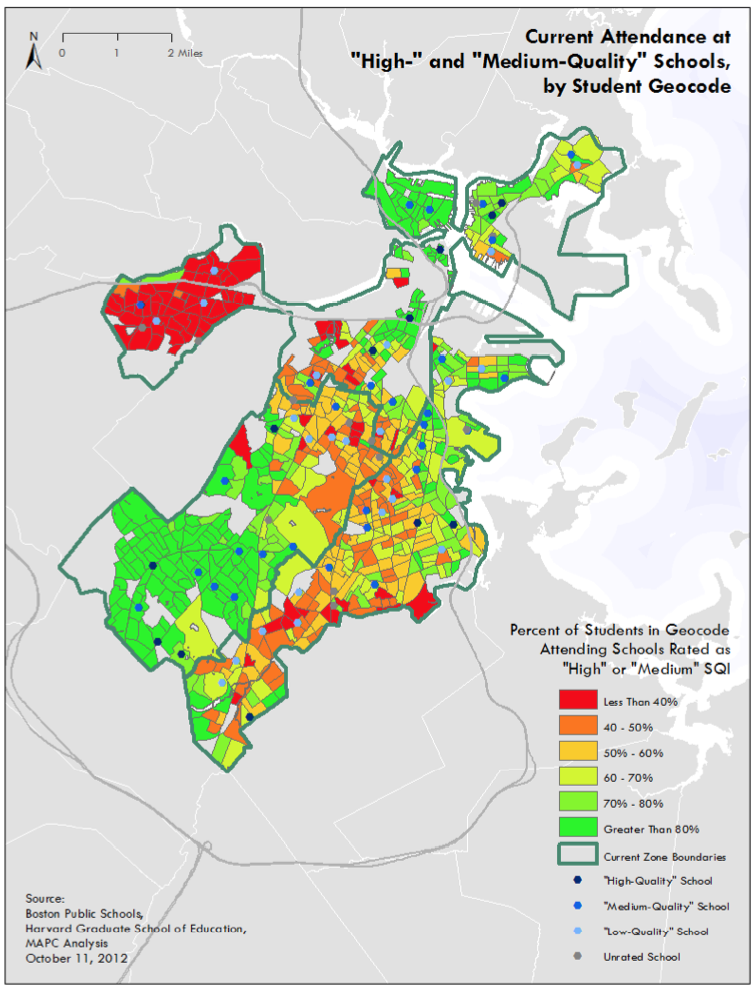 Current Attendance at
"High-" and "Medium-Quality" Schools,
by Student Geocode
N
0 1 2 Miles
Percent of Students in Geocode
Attending Schools Rated as
"High" or "Medium" SQI
Less Than 40%
40 - 50%
50% - 60%
60 - 70%
70% - 80%
Greater Than 80%
Current Zone Boundaries
"High-Quality" School
"Medium-Quality" School
"Low-Quality" School
Unrated School
Source:
Boston Public Schools,
Harvard Graduate School of Education,
MAPC Analysis
October 11, 2012